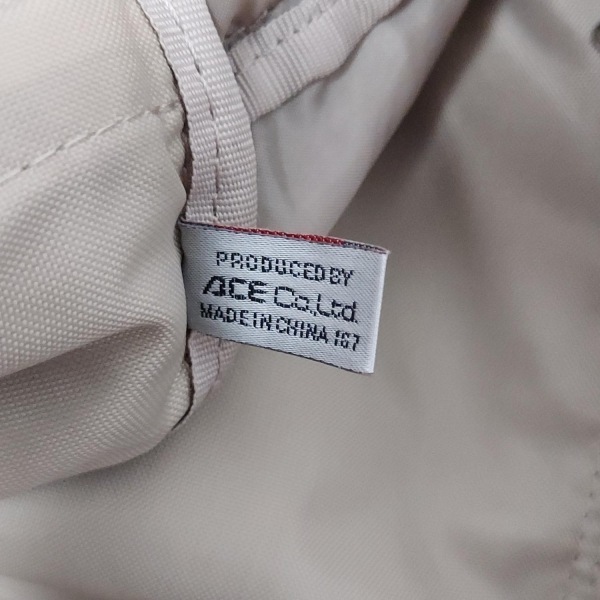 PRODUCED BY
ACE Co.,Ltd.
MADE IN CHINA 167